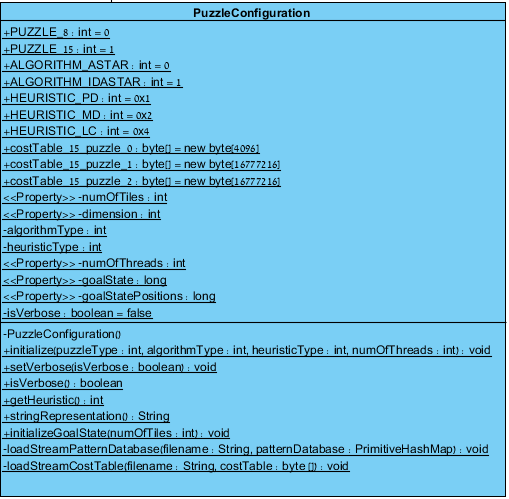 PuzzleConfiguration
+PUZZLE_8 : int = 0
+PUZZLE_15 : int = 1
+ALGORITHM_ASTAR : int = 0
+ALGORITHM_IDASTAR : int = 1
+HEURISTIC_PD : int = 0x1
+HEURISTIC_MD : int = 0x2
+HEURISTIC_LC : int = 0x4
+costTable_15_puzzle_0 : byte[] = new byte[4096]
+costTable_15_puzzle_1 : byte[] = new byte[16777216]
+costTable_15_puzzle_2 : byte[] = new byte[16777216]
<<Property>> -numOfTiles : int
<<Property>> -dimension : int
-algorithmType : int
-heuristicType : int
<<Property>> -numOfThreads : int
<<Property>> -goalState : long
<<Property>> -goalStatePositions : long
-isVerbose : boolean = false
-PuzzleConfiguration()
+initialize(puzzleType : int, algorithmType : int, heuristicType : int, numOfThreads : int) : void
+setVerbose(isVerbose : boolean) : void
+isVerbose() : boolean
+getHeuristic() : int
+stringRepresentation() : String
+initializeGoalState(numOfTiles : int) : void
-loadStreamPatternDatabase(filename : String, patternDatabase : PrimitiveHashMap) : void
-loadStreamCostTable(filename : String, costTable : byte []) : void